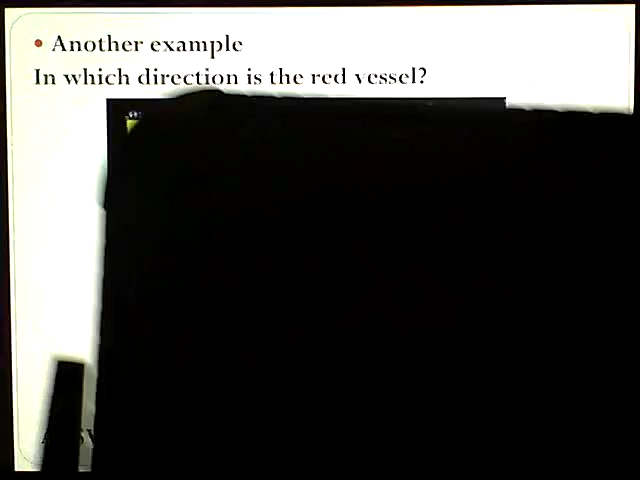 Another example
In which direction is the red vessel?